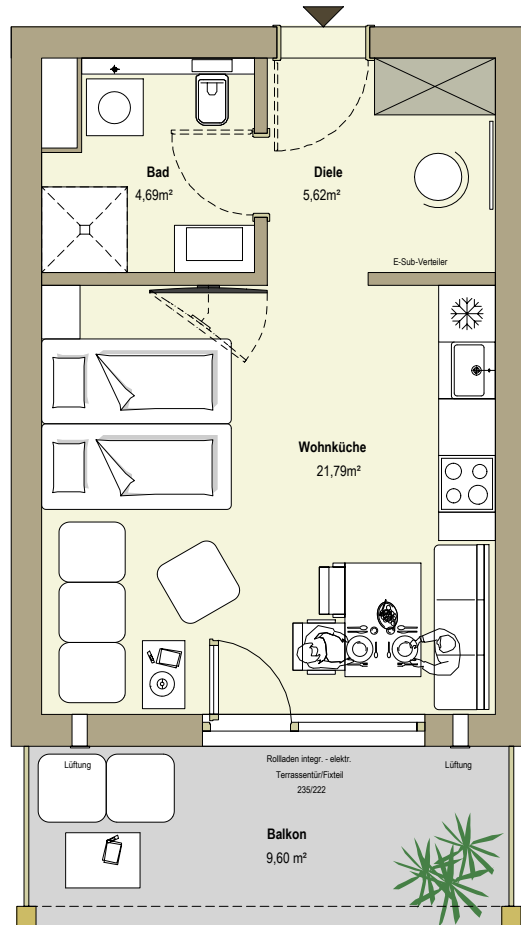 Bad
4,69m²
Diele
5,62m²
E-Sub-Verteiler
Wohnküche
21,79m²
Lüftung
Rollladen integr. - elektr.
Terrassentür/Fixteil
235/222
Lüftung
Balkon
9,60 m²